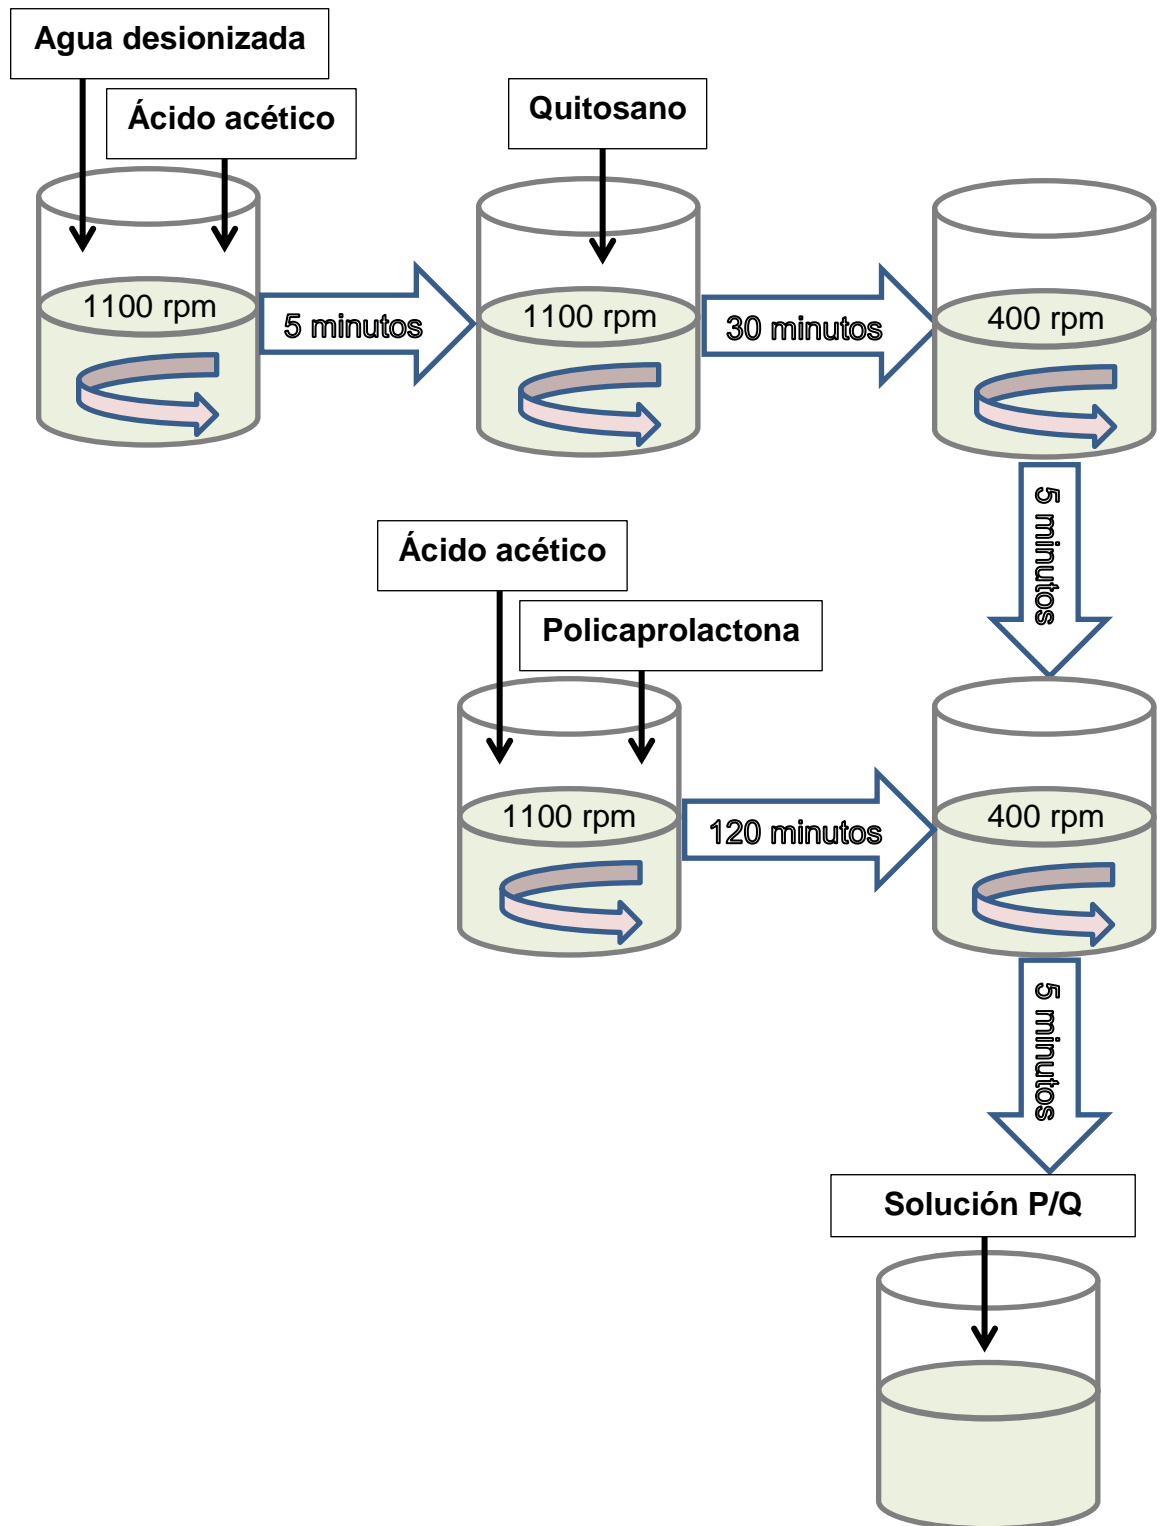 Agua desionizada
Ácido acético
Quitosano
1100 rpm
5 minutos
1100 rpm
30 minutos
400 rpm
5 minutos
Ácido acético
Policaprolactona
1100 rpm
120 minutos
400 rpm
5 minutos
Solución P/Q